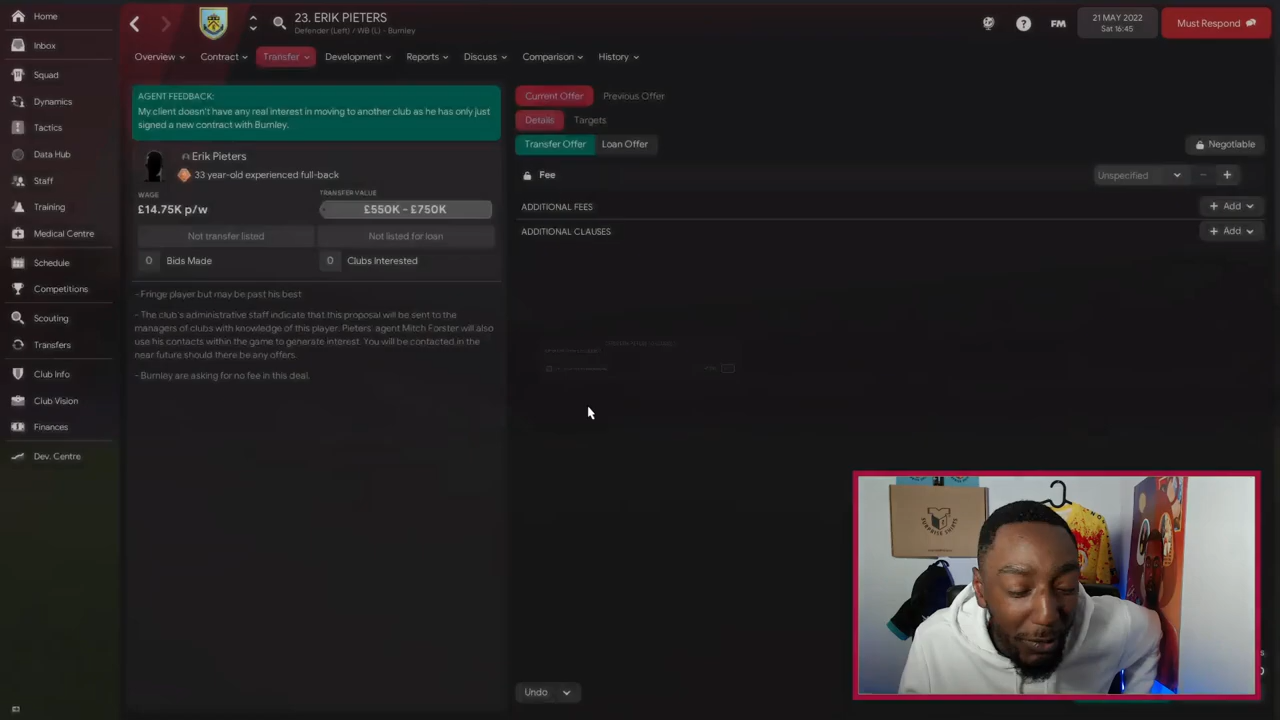 Home
23. ERIK PIETERS
Defender (Left) / WB (L) - Burnley
FM
21 MAY 2022
Sat 16:45
Must Respond
Inbox
Squad
Dynamics
Tactics
Data Hub
Staff
Training
Medical Centre
Schedule
Competitions
Scouting
Transfers
Club Info
Club Vision
Finances
Dev. Centre
Overview
Contract
Transfer
Development
Reports
Discuss
Comparison
History
AGENT FEEDBACK:
My client doesn't have any real interest in moving to another club as he has only just
signed a new contract with Burnley.
Erik Pieters
33 year-old experienced full-back
WAGE
£14.75K p/w
TRANSFER VALUE
£550K - £750K
Not transfer listed
Not listed for loan
0 Bids Made
0 Clubs Interested
- Fringe player but may be past his best
- The club's administrative staff indicate that this proposal will be sent to the
managers of clubs with knowledge of this player. Pieters' agent Mitch Forster will also
use his contacts within the game to generate interest. You will be contacted in the
near future should there be any offers.
- Burnley are asking for no fee in this deal.
Current Offer
Previous Offer
Details
Targets
Transfer Offer
Loan Offer
Negotiable
Fee
Unspecified
ADDITIONAL FEES
Add
ADDITIONAL CLAUSES
Add
Undo